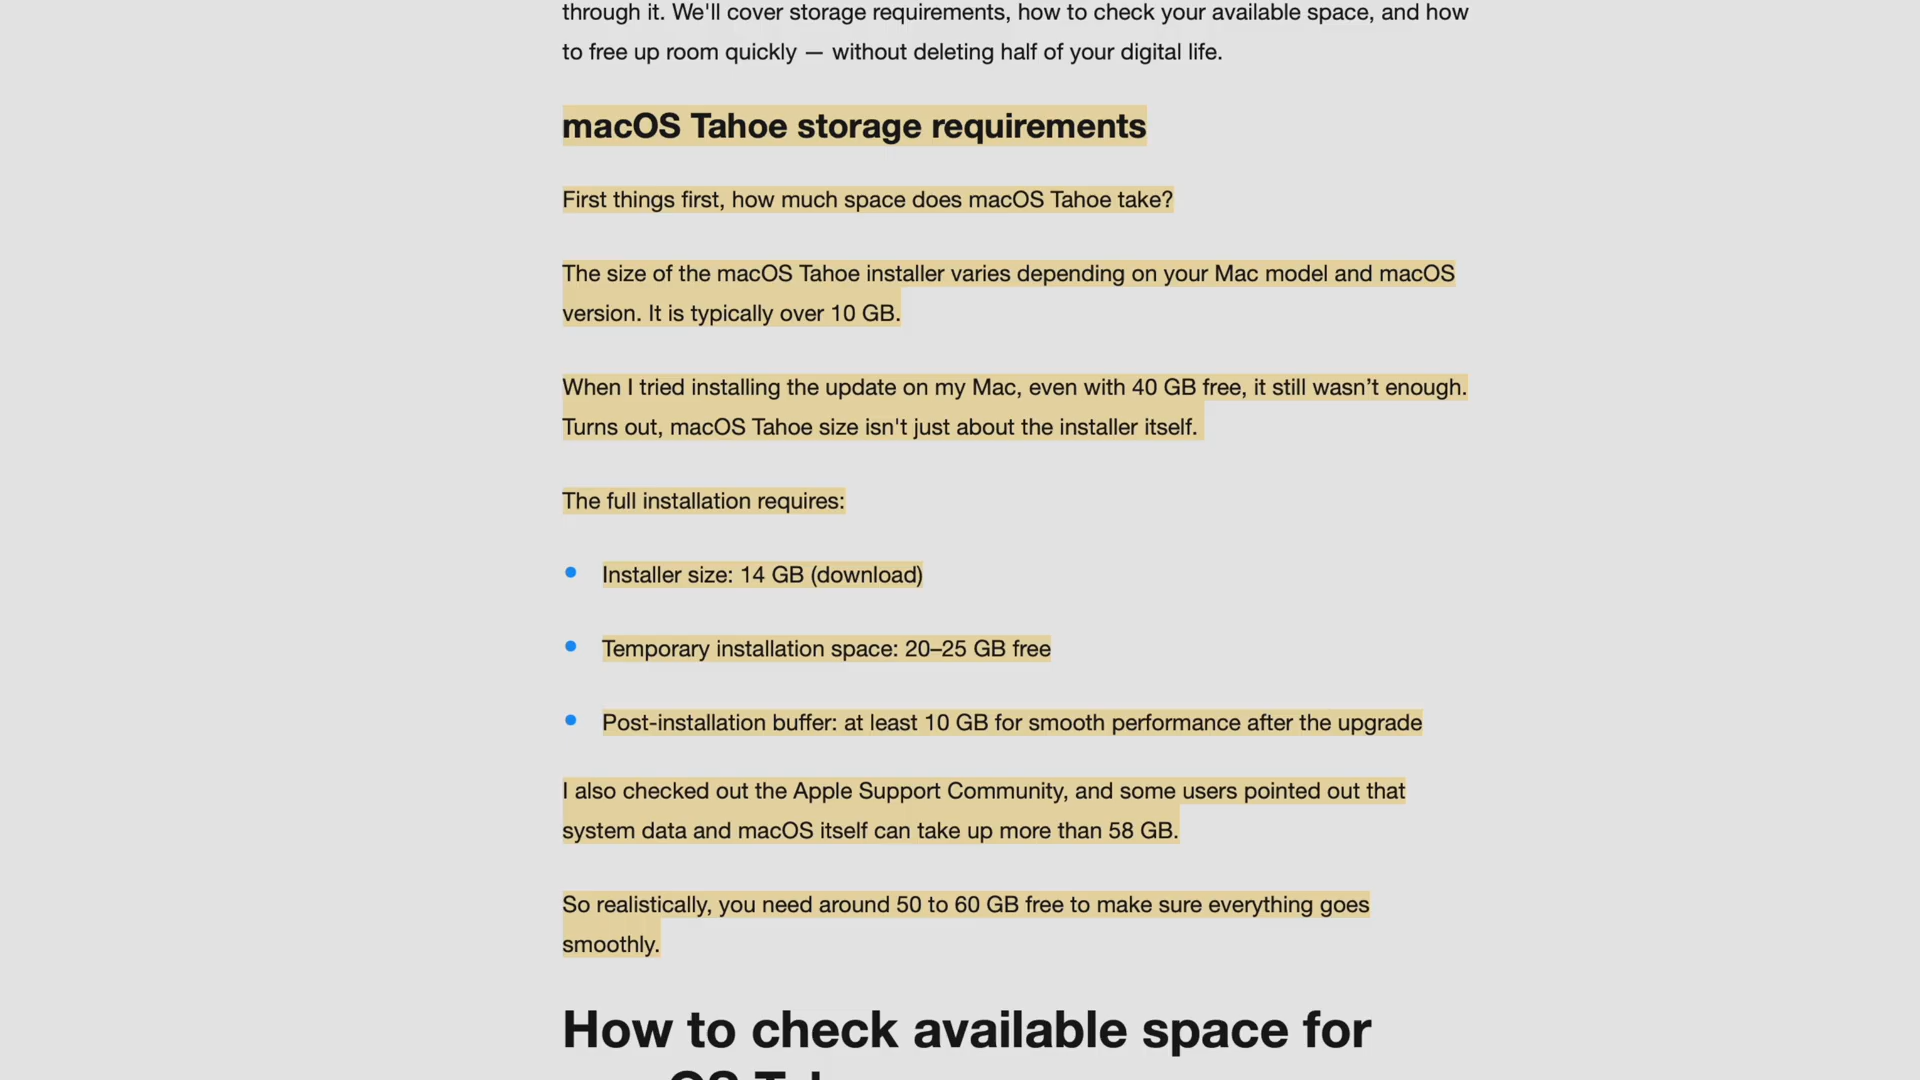 through it. We'll cover storage requirements, how to check your available space, and how
to free up room quickly — without deleting half of your digital life.
macOS Tahoe storage requirements
First things first, how much space does macOS Tahoe take?
The size of the macOS Tahoe installer varies depending on your Mac model and macOS
version. It is typically over 10 GB.
When I tried installing the update on my Mac, even with 40 GB free, it still wasn’t enough.
Turns out, macOS Tahoe size isn't just about the installer itself.
The full installation requires:
Installer size: 14 GB (download)
Temporary installation space: 20–25 GB free
Post-installation buffer: at least 10 GB for smooth performance after the upgrade
I also checked out the Apple Support Community, and some users pointed out that
system data and macOS itself can take up more than 58 GB.
So realistically, you need around 50 to 60 GB free to make sure everything goes
smoothly.
How to check available space for